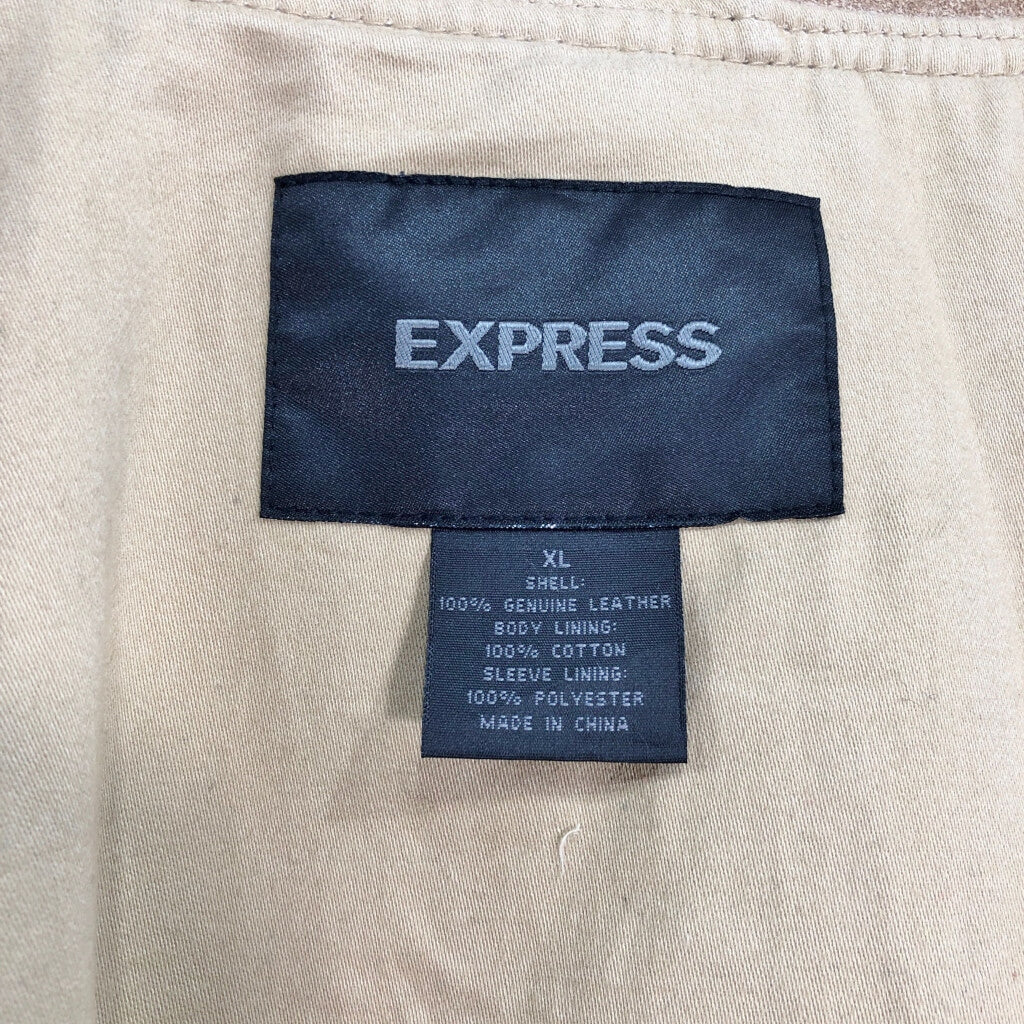 EXPRESS
XL
SHELL:
100% GENUINE LEATHER
BODY LINING:
100% COTTON
SLEEVE LINING:
100% POLYESTER
MADE IN CHINA